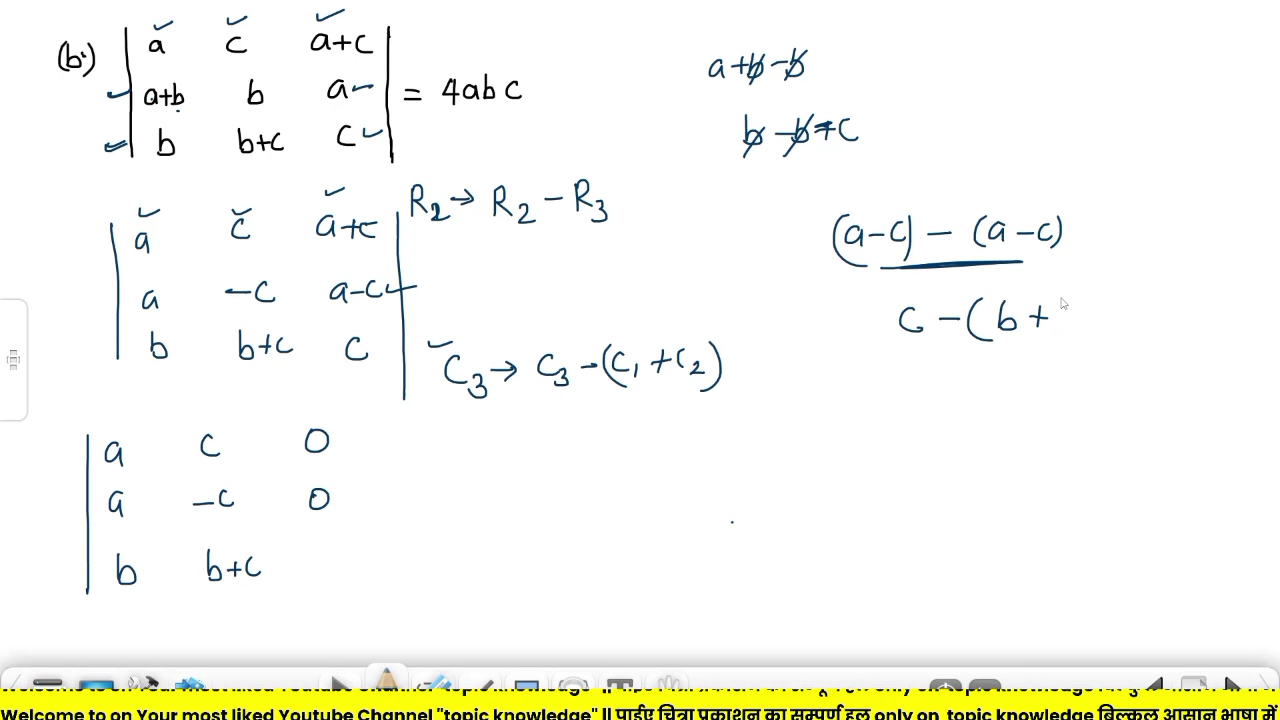 (b) | a c a+c |
| a+b b a | = 4abc
| b b+c c |
a+b-b
b-b+c
| a c a+c | R₂ → R₂ - R₃
| a -c a-c |
| b b+c c | C₃ → C₃ -(C₁ + C₂)
(a-c) - (a-c)
c -( b +
| a c 0
| a -c 0
| b b+c
Welcome to on Your most liked Youtube Channel "topic knowledge" || पाईए चित्रा प्रकाशन का सम्पूर्ण हल only on topic knowledge बिल्कुल आसान भाषा में